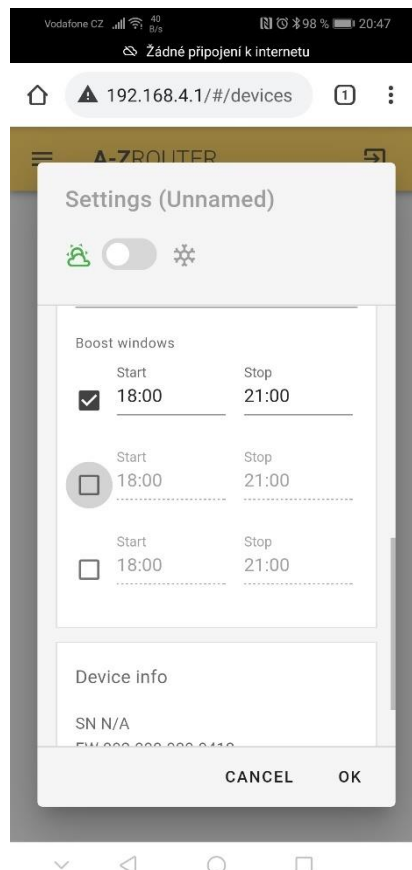 Vodafone CZ 40 B/s 98 % 20:47
Žádné připojení k internetu
192.168.4.1/#/devices 1
A-ZROUTER
Settings (Unnamed)
Boost windows
Start Stop
18:00 21:00
Start Stop
18:00 21:00
Start Stop
18:00 21:00
Device info
SN N/A
CANCEL OK